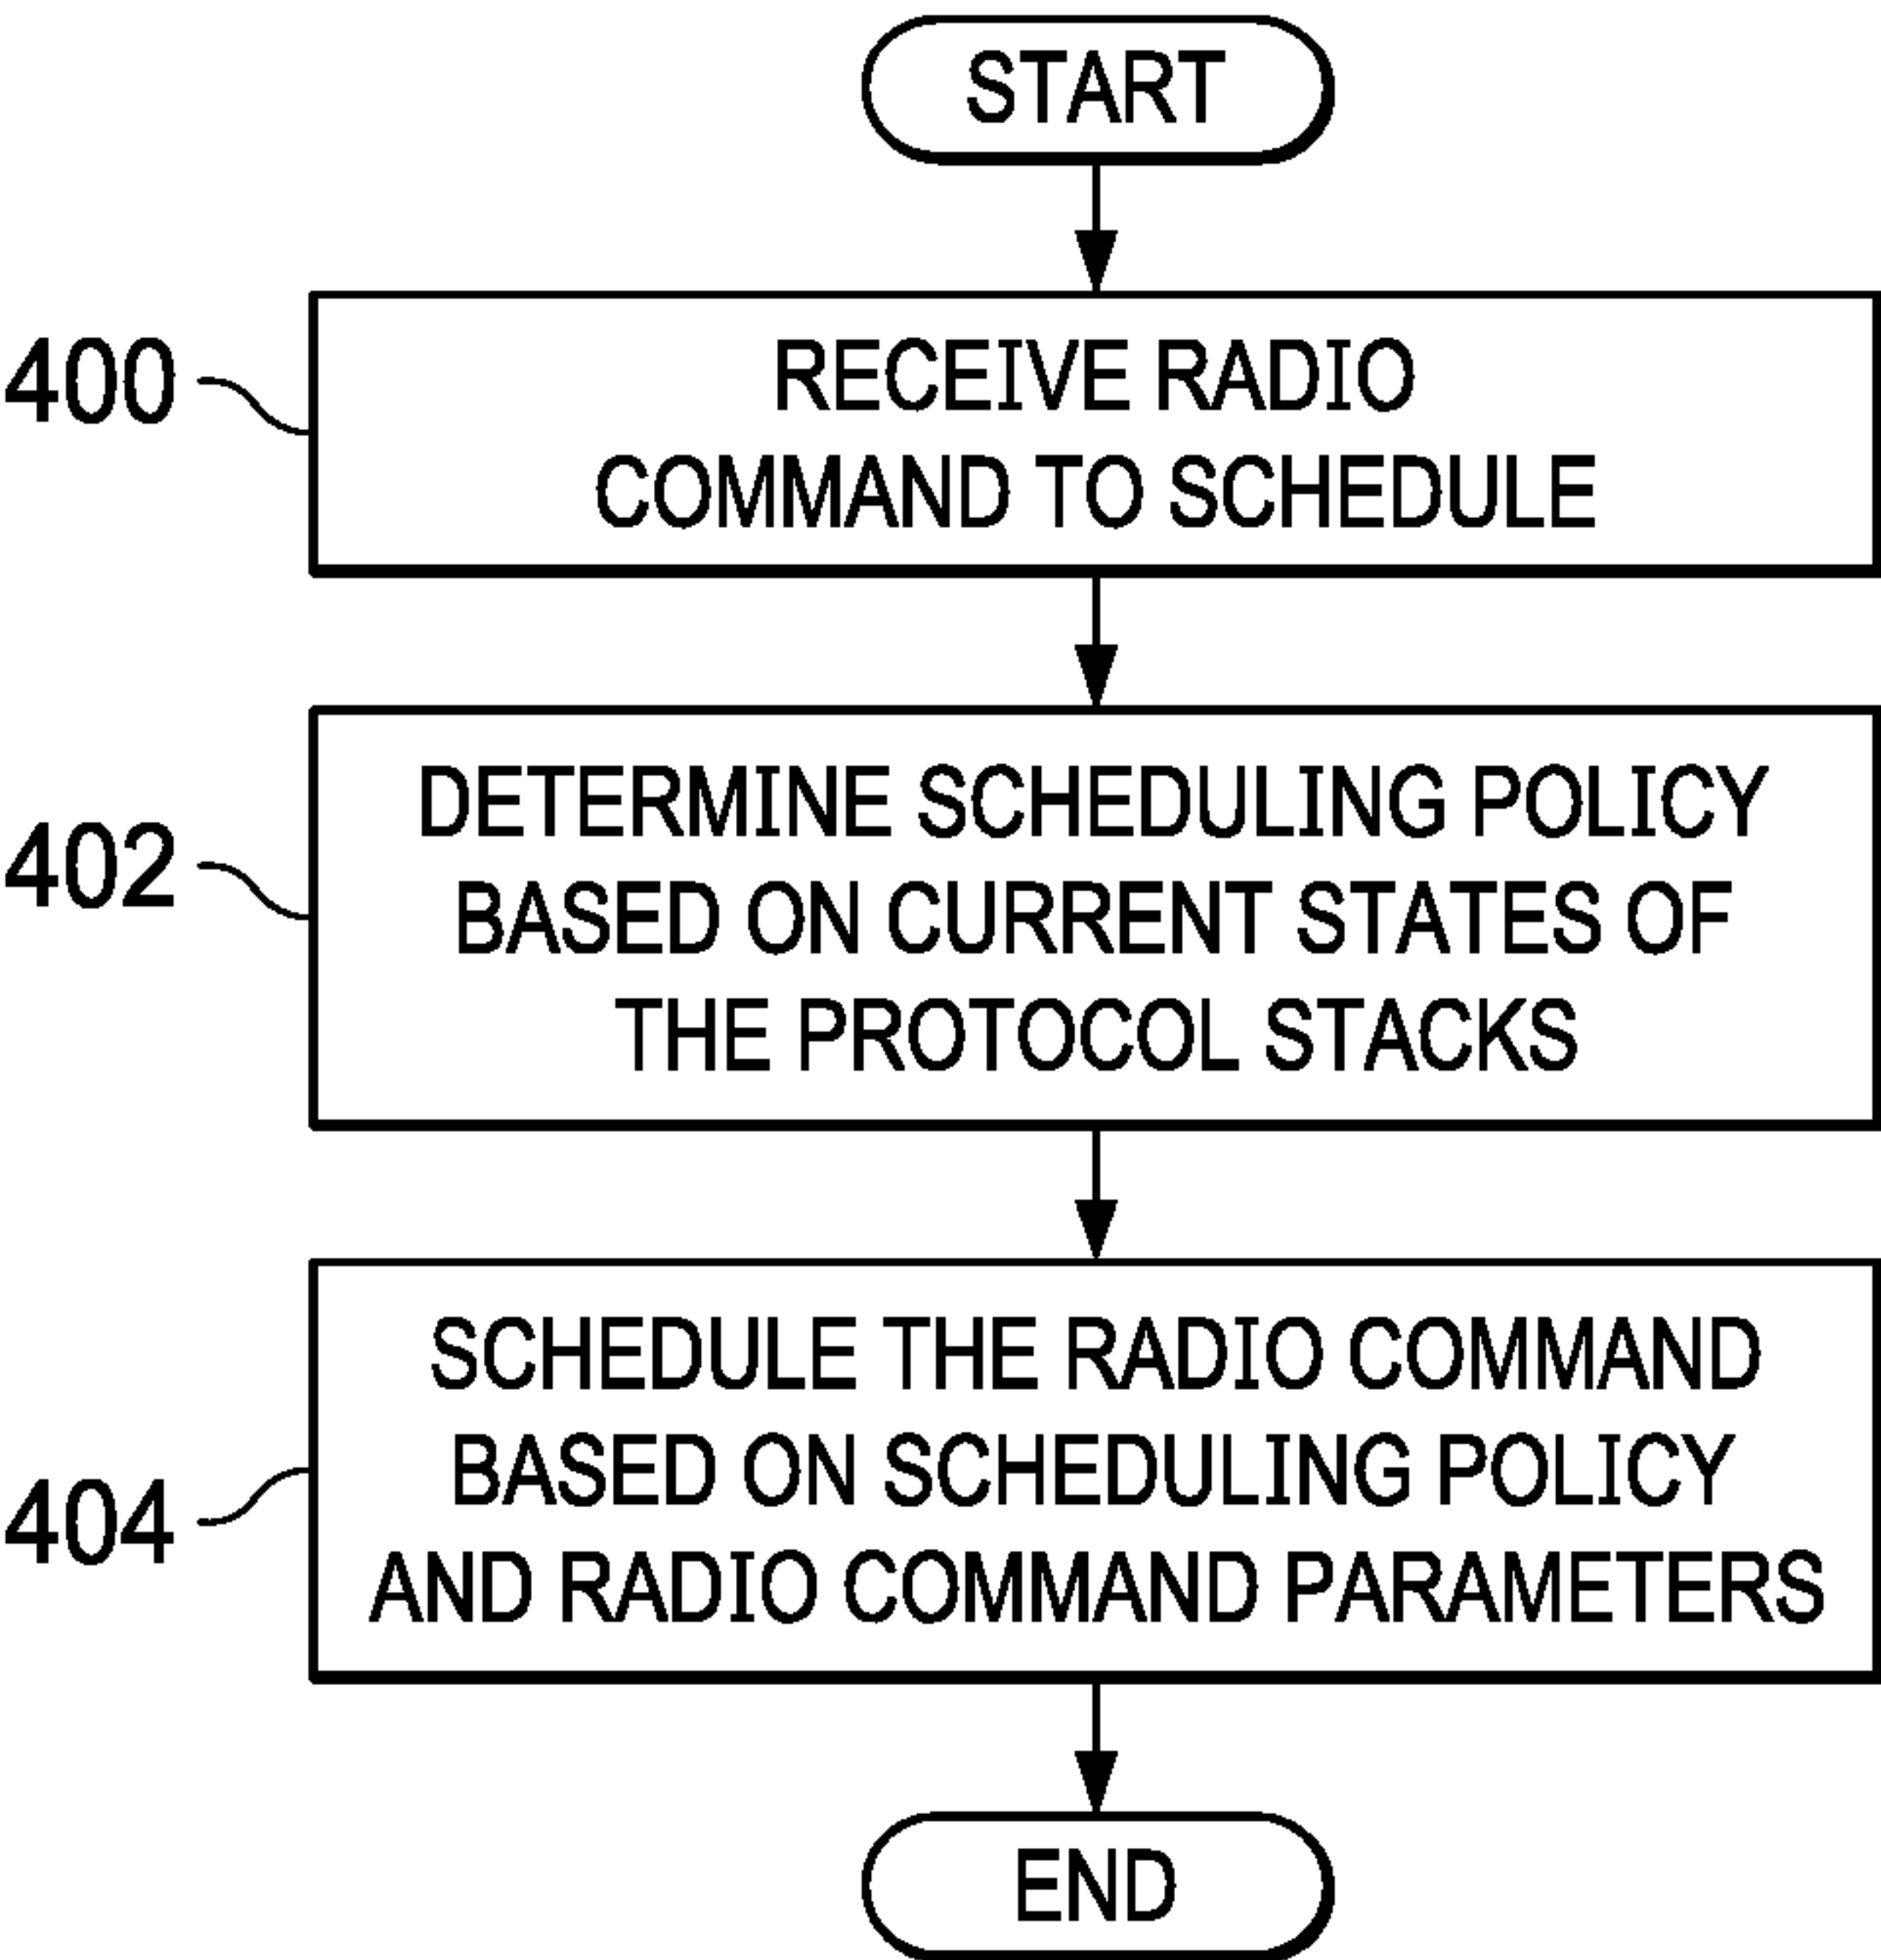 START
400
RECEIVE RADIO
COMMAND TO SCHEDULE
402
DETERMINE SCHEDULING POLICY
BASED ON CURRENT STATES OF
THE PROTOCOL STACKS
404
SCHEDULE THE RADIO COMMAND
BASED ON SCHEDULING POLICY
AND RADIO COMMAND PARAMETERS
END